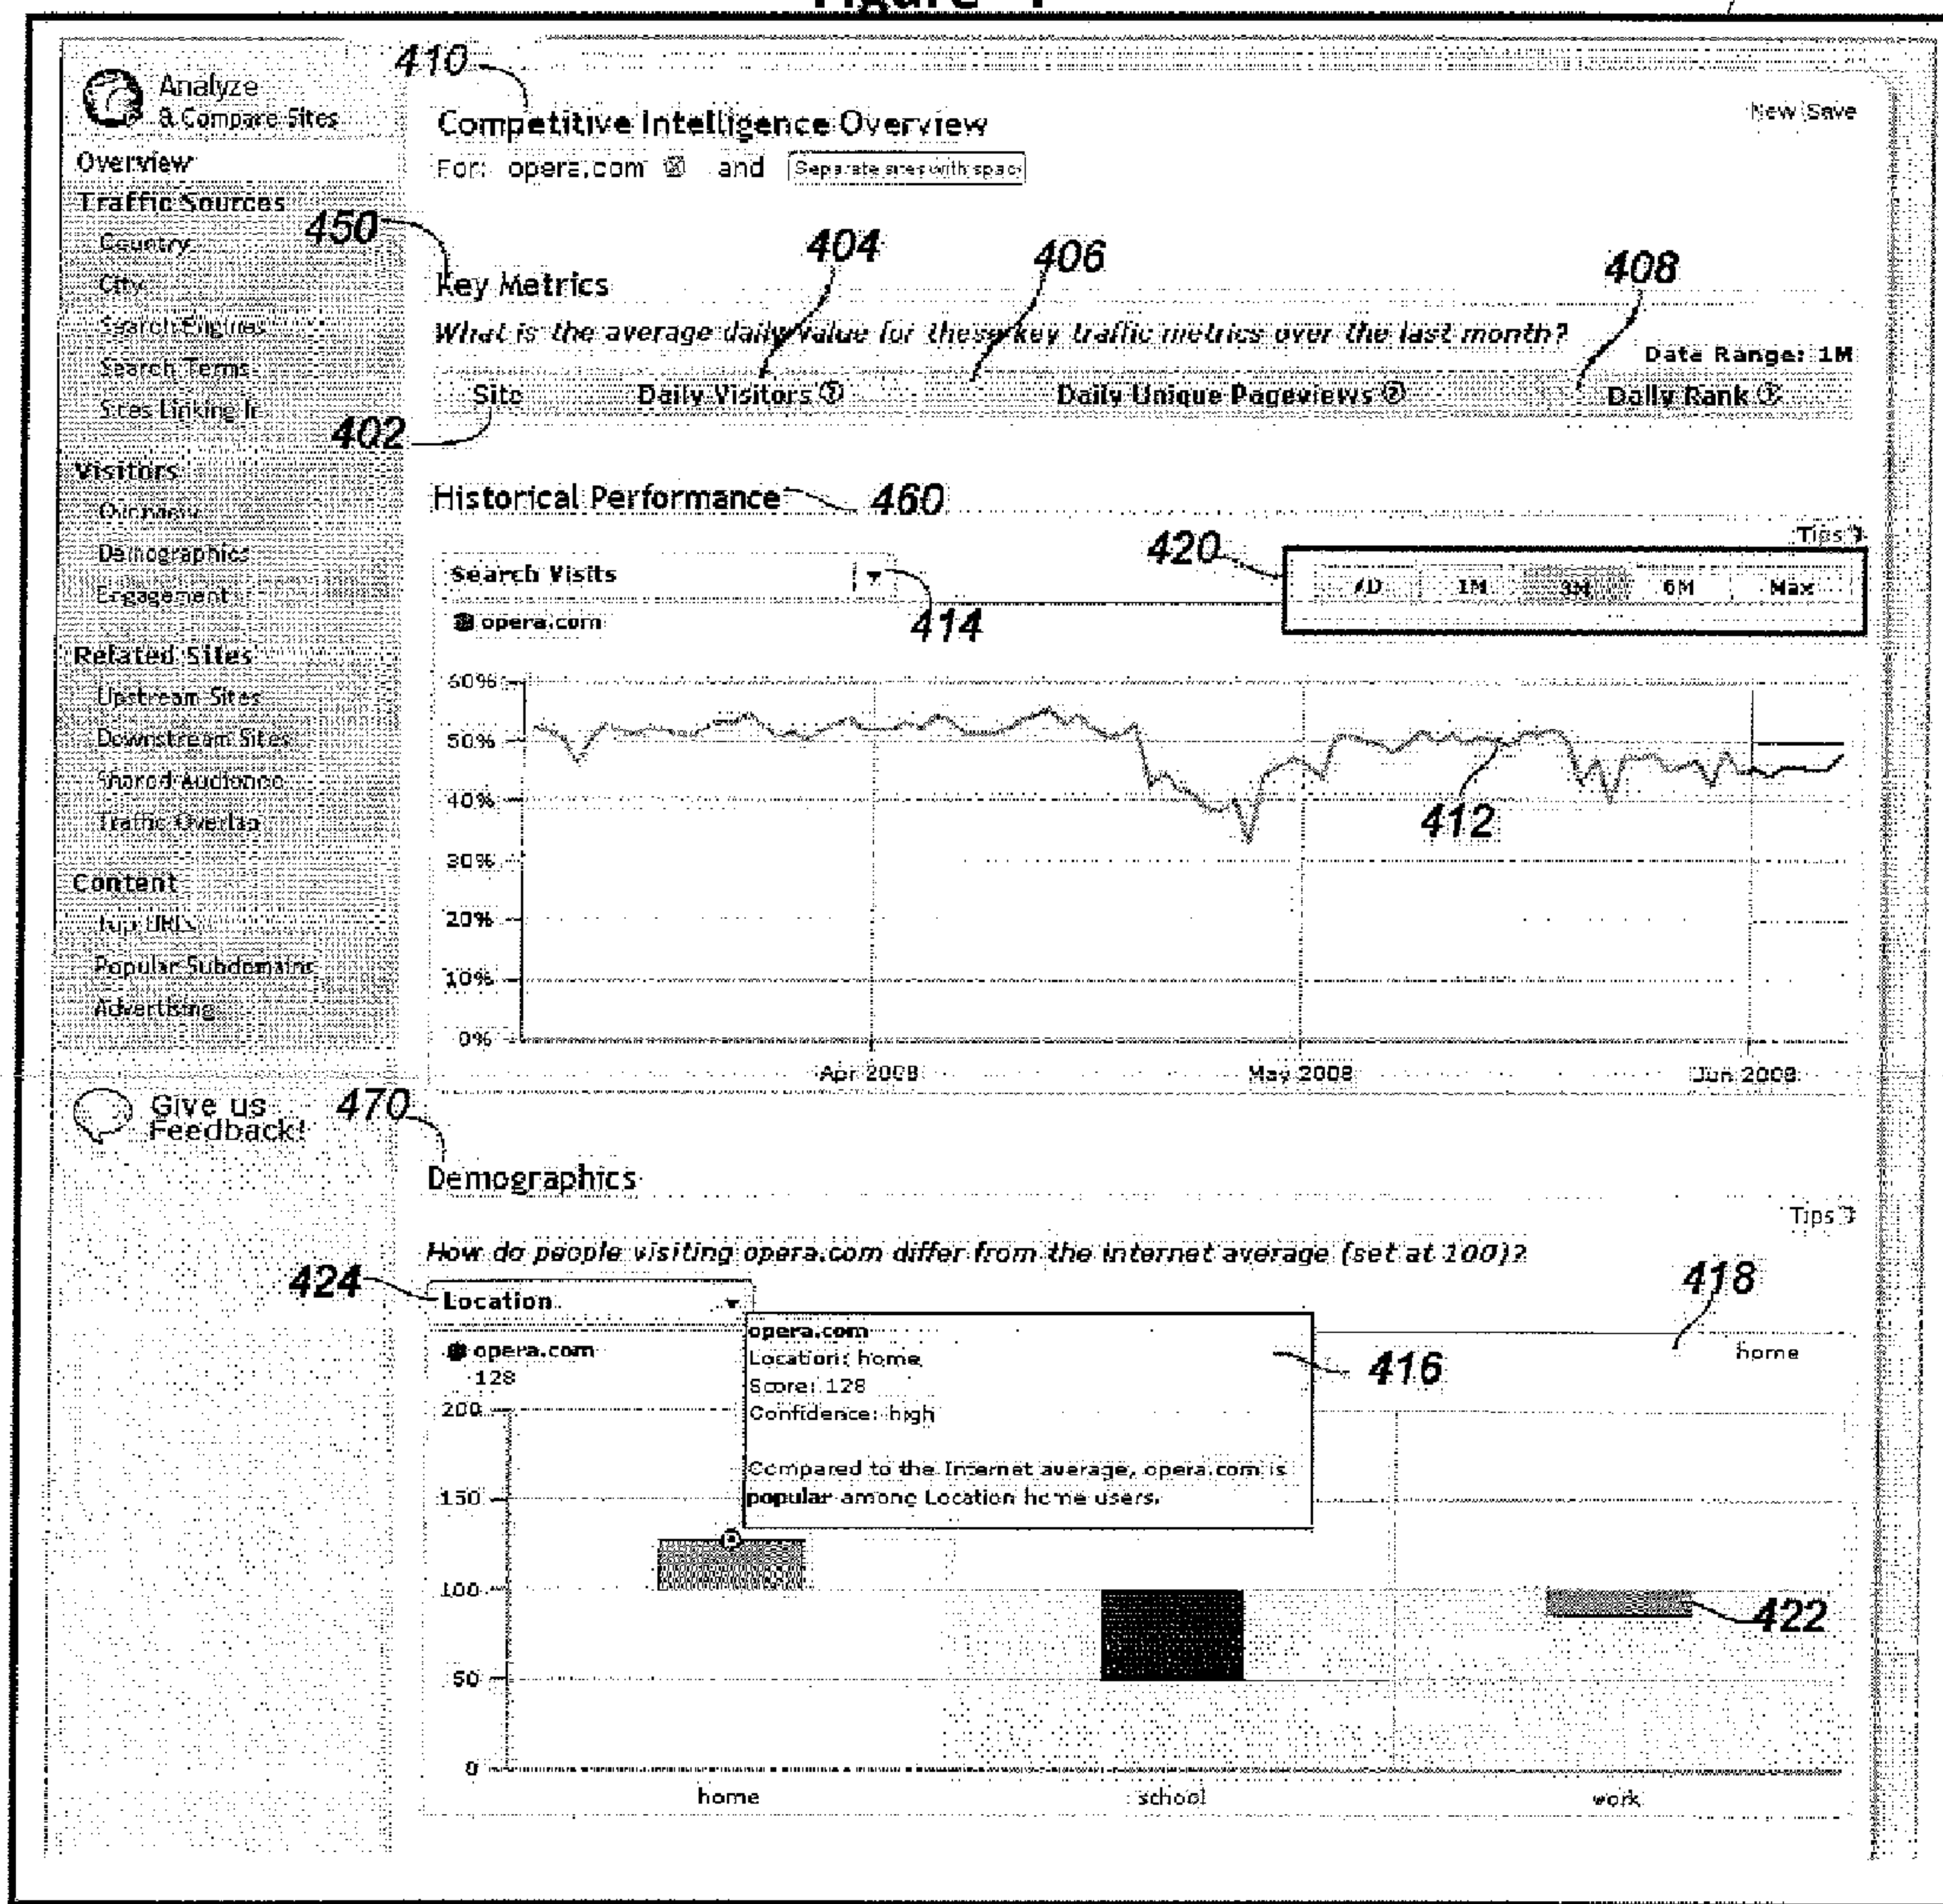 410
Analyze
& Compare Sites
Competitive Intelligence Overview
New Save
Overview
For: opera.com and Separate sites with spac
Traffic Sources
Country
450
404
406
408
City
Key Metrics
Search Engines
What is the average daily value for these key traffic metrics over the last month?
Search Terms
Data Range: 1M
Site Daily Visitors Daily Unique Pageviews Daily Rank
Sites Linking In
402
Visitors
Historical Performance 460
Demographics
Tips
420
Search Visits
1M 3M 6M Max
Engagement
opera.com
414
Related Sites
Upstream Sites
Downstream Sites
Shared Audience
Traffic Overlap
60%
50%
40%
412
30%
20%
10%
0%
Apr 2008 May 2008 Jun 2008
Content
Top URLs
Popular Subdomains
Advertising
Give us
Feedback!
470
Demographics
Tips
How do people visiting opera.com differ from the internet average (set at 100)?
424
Location
418
opera.com
128
home
opera.com
Location: home
Score: 128
Confidence: high
416
Compared to the Internet average, opera.com is
popular among Location home users.
200
150
100
422
50
0
home school work